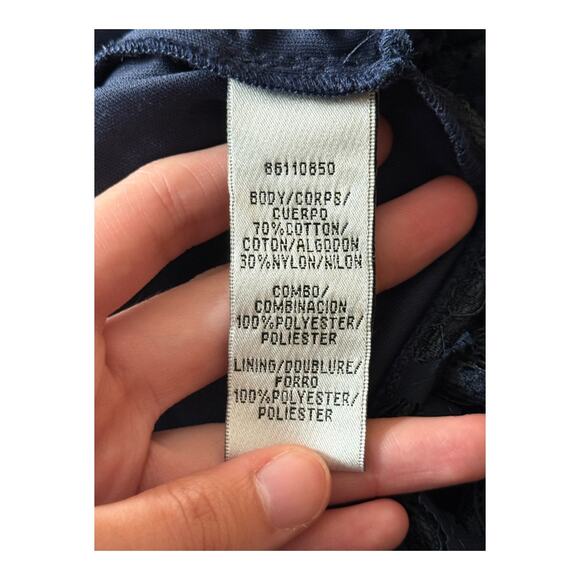 86110850
BODY/CORPS/
CUERPO
70%COTTON/
COTON/ALGODON
30%NYLON/NILON
COMBO/
COMBINACION
100%POLYESTER/
POLIESTER
LINING/DOUBLURE/
FORRO
100%POLYESTER/
POLIESTER